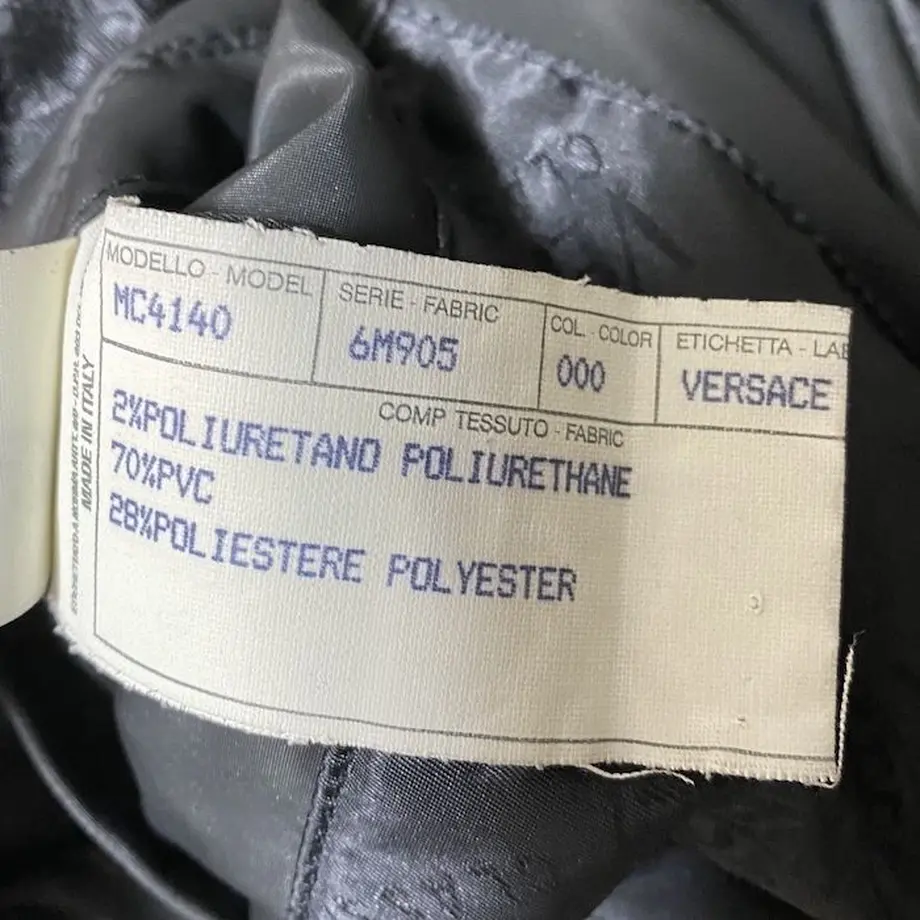 MODELLO - MODEL
MC4140
SERIE - FABRIC
6M905
COL. - COLOR
000
ETICHETTA -
VERSACE
COMP TESSUTO - FABRIC
2%POLIURETANO POLIURETHANE
70%PVC
28%POLIESTERE POLYESTER
MADE IN ITALY